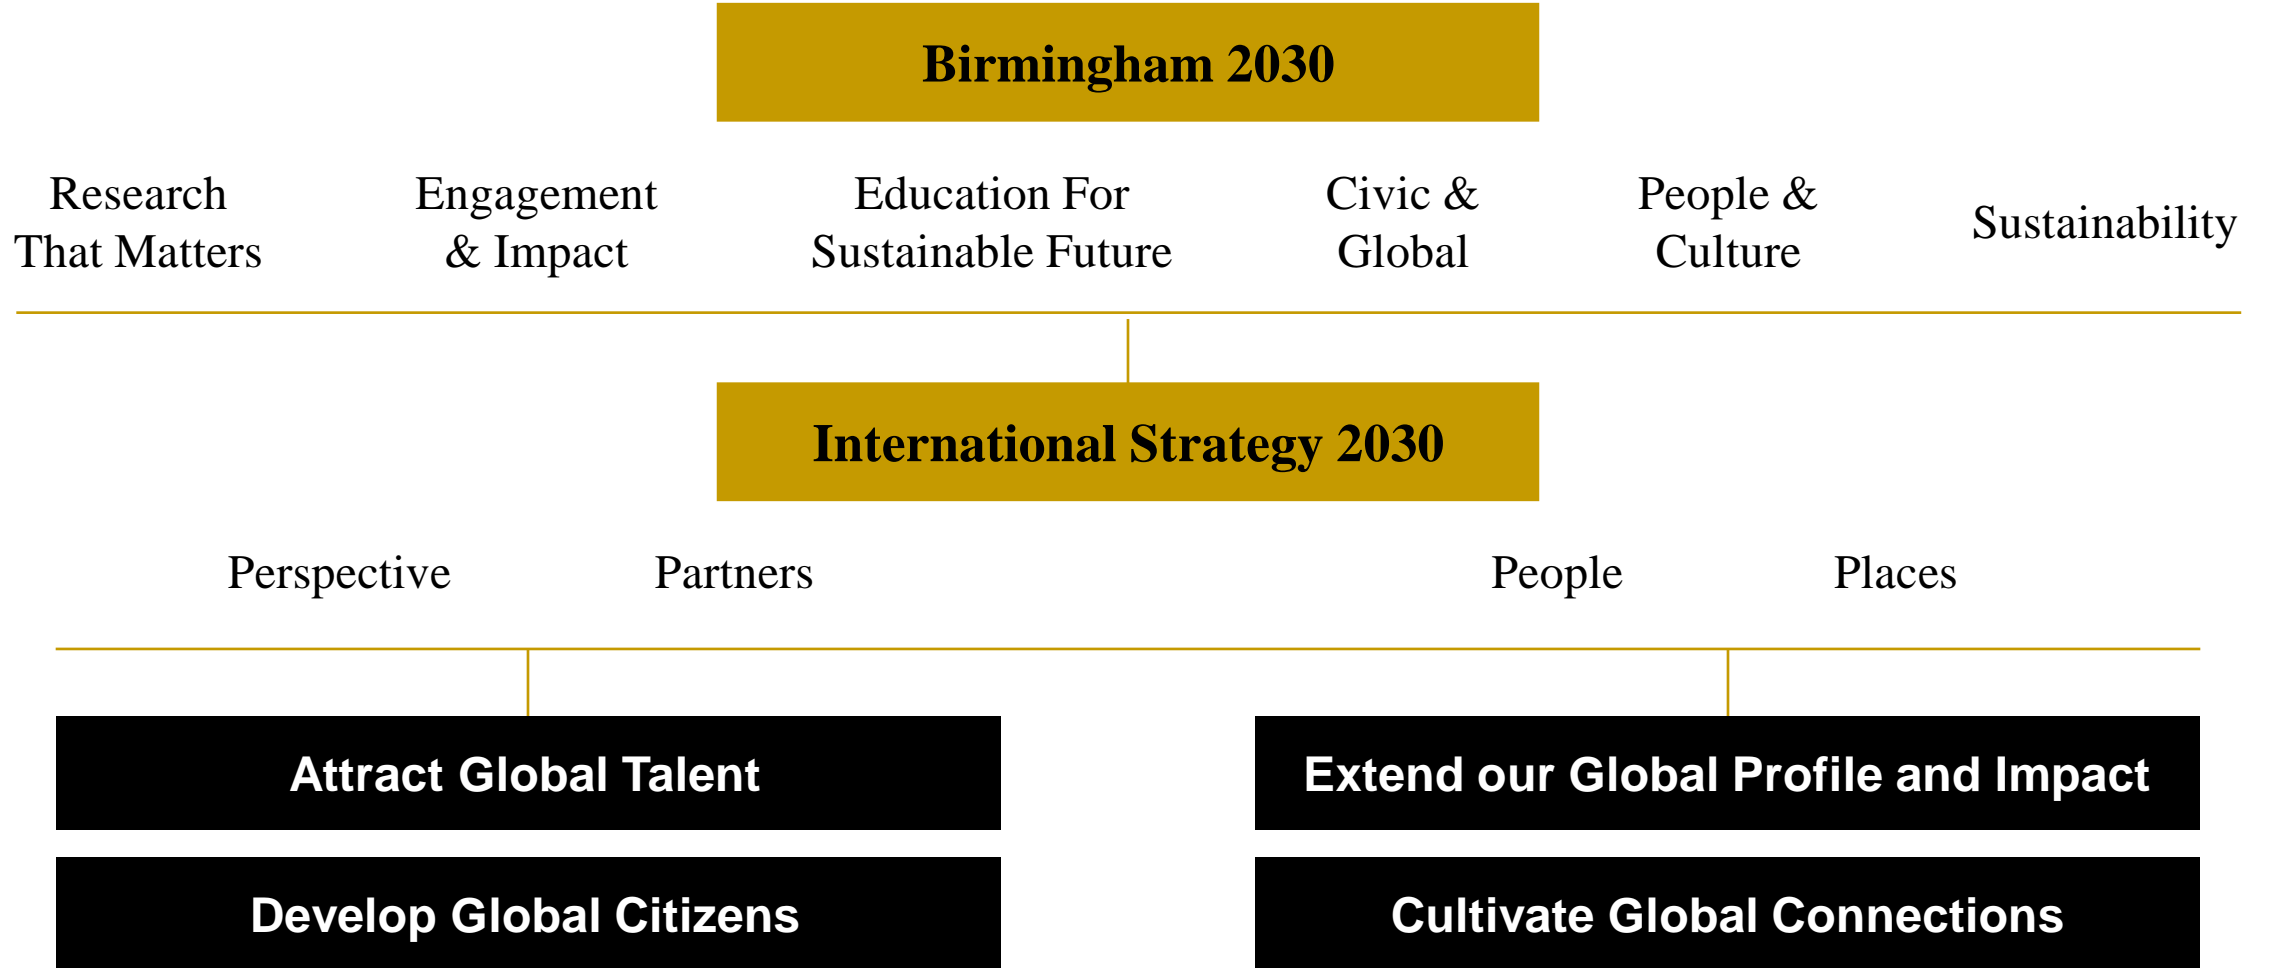 Birmingham 2030
Research
That Matters
Engagement
& Impact
Education For
Sustainable Future
Civic &
Global
People &
Culture
Sustainability
International Strategy 2030
Perspective
Partners
People
Places
Attract Global Talent
Extend our Global Profile and Impact
Develop Global Citizens
Cultivate Global Connections